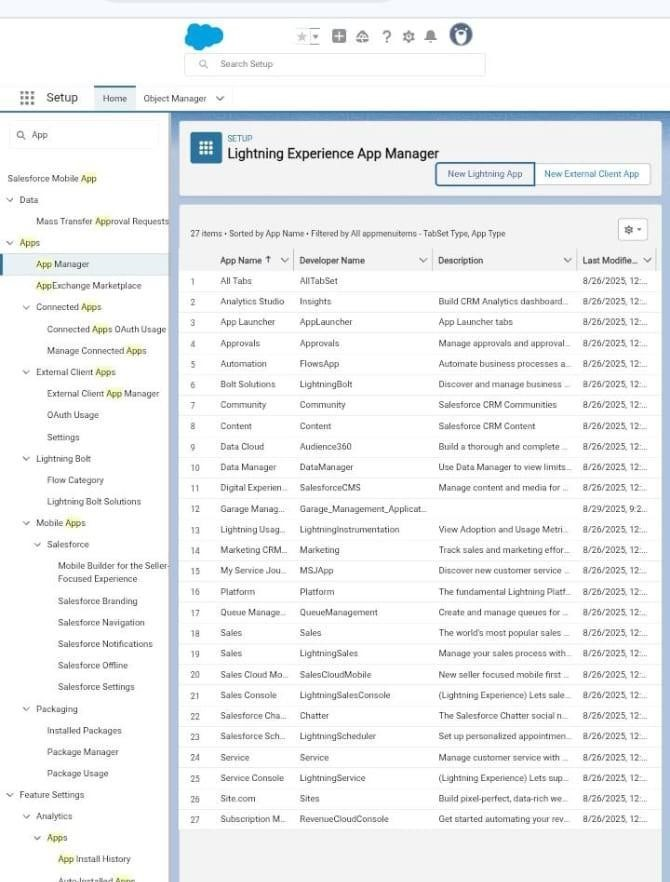 Search Setup
Setup
Home
Object Manager
App
Salesforce Mobile App
Data
Mass Transfer Approval Requests
Apps
App Manager
AppExchange Marketplace
Connected Apps
Connected Apps OAuth Usage
Manage Connected Apps
External Client Apps
External Client App Manager
OAuth Usage
Settings
Lightning Bolt
Flow Category
Lightning Bolt Solutions
Mobile Apps
Salesforce
Mobile Builder for the Seller-
Focused Experience
Salesforce Branding
Salesforce Navigation
Salesforce Notifications
Salesforce Offline
Salesforce Settings
Packaging
Installed Packages
Package Manager
Package Usage
Feature Settings
Analytics
Apps
App Install History
Auto-Installed Apps
SETUP
Lightning Experience App Manager
New Lightning App
New External Client App
27 items • Sorted by App Name • Filtered by All appmenuitems - TabSet Type, App Type
App Name ↑ Developer Name Description Last Modifie...
1 All Tabs AllTabSet 8/26/2025, 12:...
2 Analytics Studio Insights Build CRM Analytics dashboard... 8/26/2025, 12:...
3 App Launcher AppLauncher App Launcher tabs 8/26/2025, 12:...
4 Approvals Approvals Manage approvals and approval... 8/26/2025, 12:...
5 Automation FlowsApp Automate business processes a... 8/26/2025, 12:...
6 Bolt Solutions LightningBolt Discover and manage business ... 8/26/2025, 12:...
7 Community Community Salesforce CRM Communities 8/26/2025, 12:...
8 Content Content Salesforce CRM Content 8/26/2025, 12:...
9 Data Cloud Audience360 Build a thorough and complete ... 8/26/2025, 12:...
10 Data Manager DataManager Use Data Manager to view limits... 8/26/2025, 12:...
11 Digital Experien... SalesforceCMS Manage content and media for ... 8/26/2025, 12:...
12 Garage Manag... Garage_Management_Applicat... 8/29/2025, 9:2...
13 Lightning Usag... LightningInstrumentation View Adoption and Usage Metri... 8/26/2025, 12:...
14 Marketing CRM... Marketing Track sales and marketing effor... 8/26/2025, 12:...
15 My Service Jou... MSJApp Discover new customer service ... 8/26/2025, 12:...
16 Platform Platform The fundamental Lightning Platf... 8/26/2025, 12:...
17 Queue Manage... QueueManagement Create and manage queues for ... 8/26/2025, 12:...
18 Sales Sales The world's most popular sales ... 8/26/2025, 12:...
19 Sales LightningSales Manage your sales process with... 8/26/2025, 12:...
20 Sales Cloud Mo... SalesCloudMobile New seller focused mobile first ... 8/26/2025, 12:...
21 Sales Console LightningSalesConsole (Lightning Experience) Lets sale... 8/26/2025, 12:...
22 Salesforce Cha... Chatter The Salesforce Chatter social n... 8/26/2025, 12:...
23 Salesforce Sch... LightningScheduler Set up personalized appointmen... 8/26/2025, 12:...
24 Service Service Manage customer service with ... 8/26/2025, 12:...
25 Service Console LightningService (Lightning Experience) Lets sup... 8/26/2025, 12:...
26 Site.com Sites Build pixel-perfect, data-rich we... 8/26/2025, 12:...
27 Subscription M... RevenueCloudConsole Get started automating your rev... 8/26/2025, 12:...